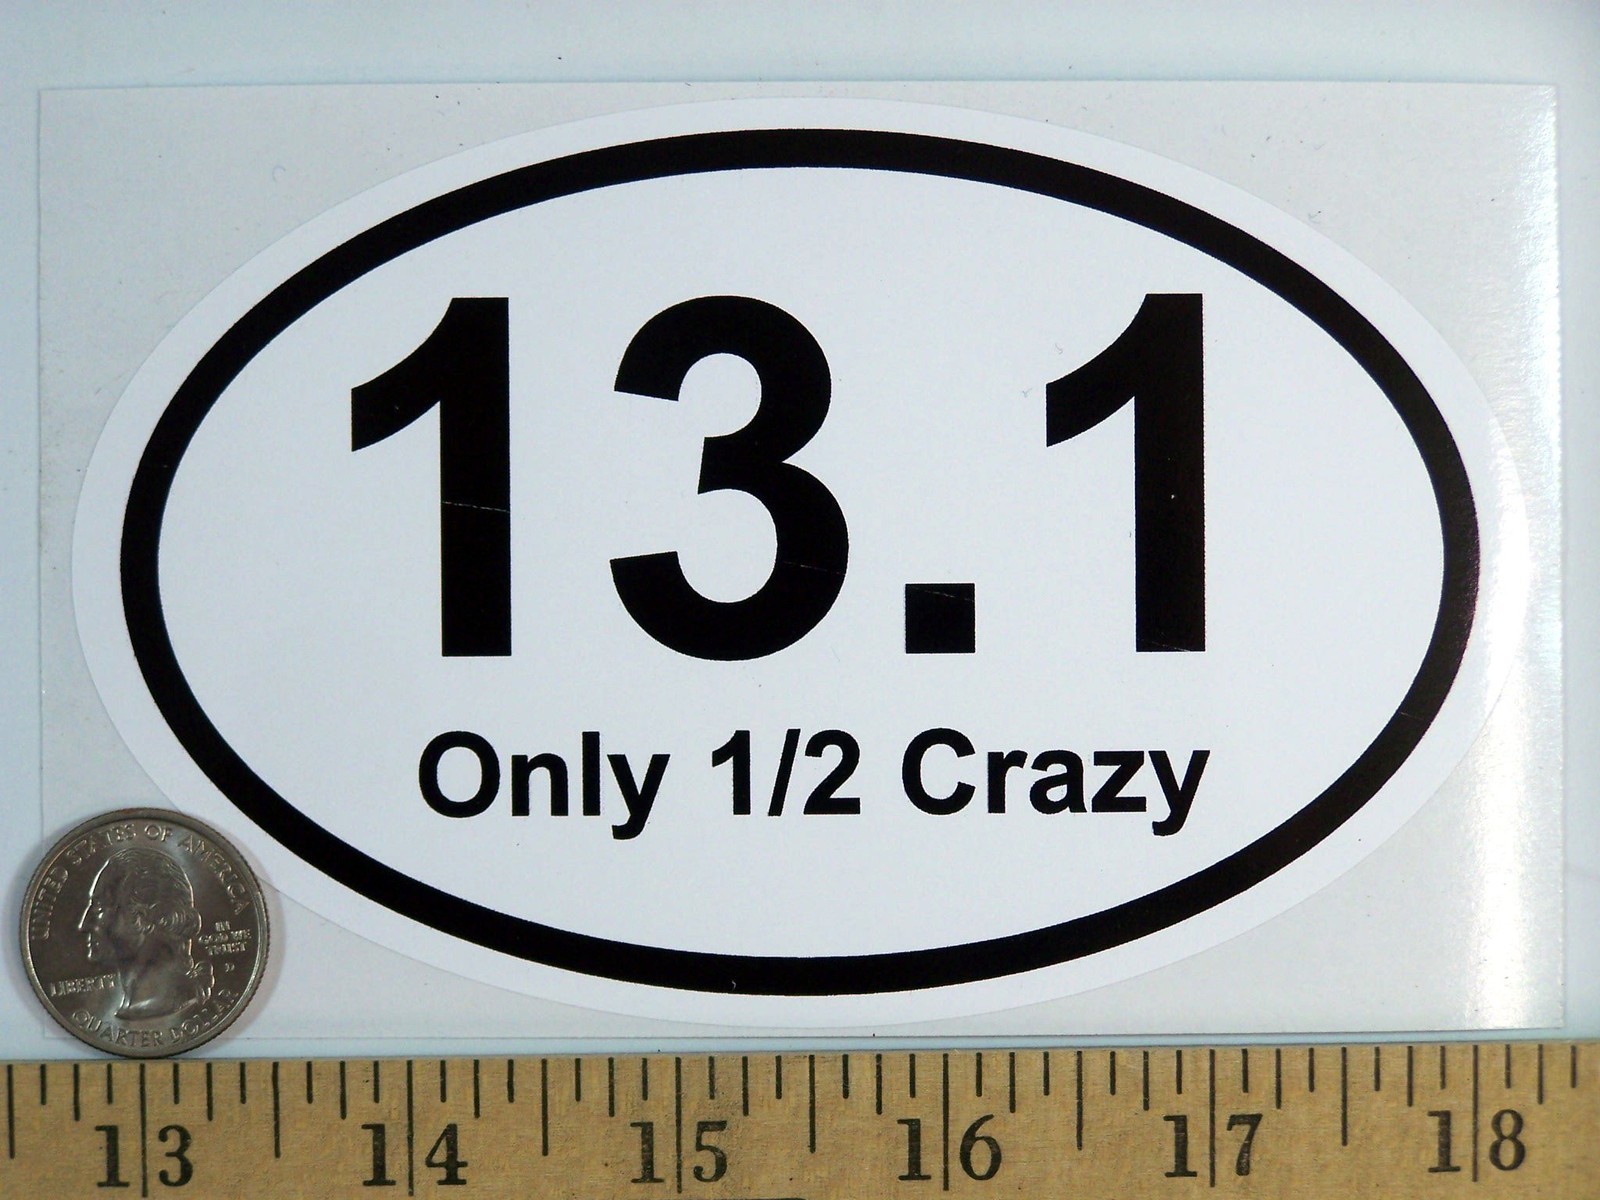 13.1
Only 1/2 Crazy
UNITED STATES OF AMERICA
IN
GOD WE
TRUST
D
LIBERTY
QUARTER DOLLAR
13 14 15 16 17 18